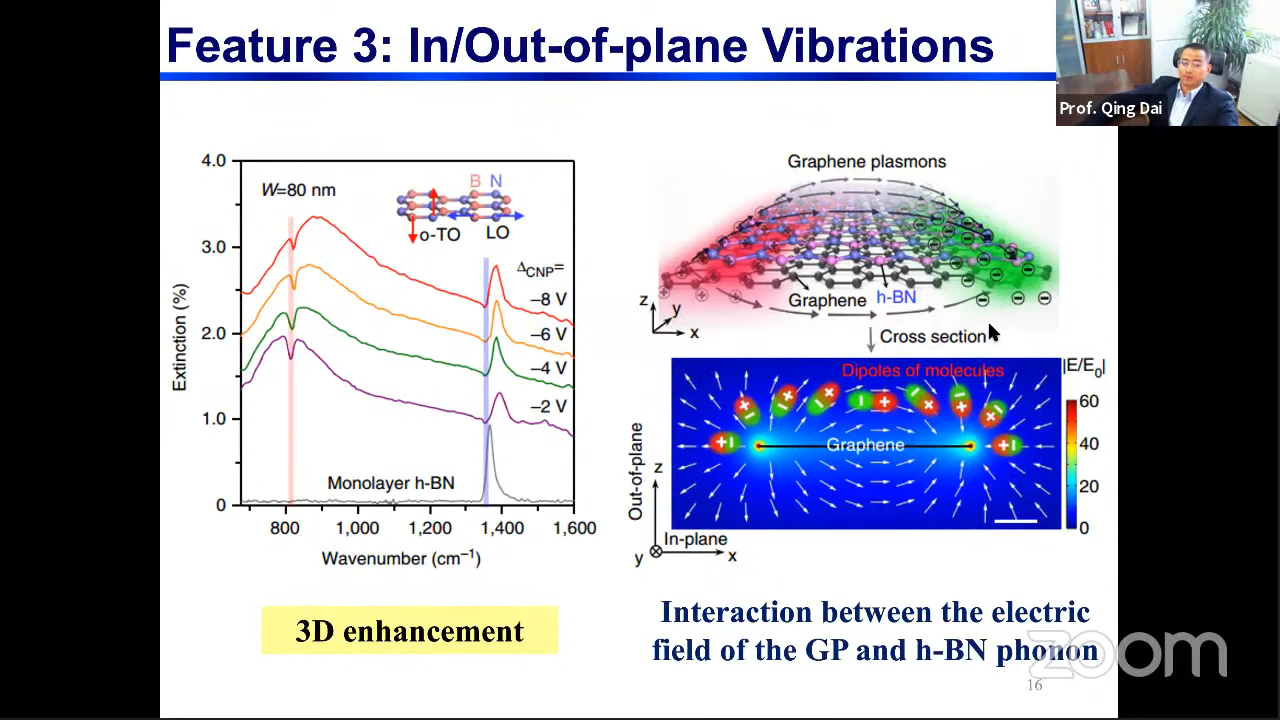 Feature 3: In/Out-of-plane Vibrations
Prof. Qing Dai
4.0
3.0
2.0
1.0
0
Extinction (%)
W=80 nm
B N
o-TO
LO
ΔCNP=
–8 V
–6 V
–4 V
–2 V
Monolayer h-BN
800 1,000 1,200 1,400 1,600
Wavenumber (cm–1)
3D enhancement
Graphene plasmons
Graphene
h-BN
z
y
x
Cross section
Dipoles of molecules
|E/E0|
60
40
20
0
Graphene
Out-of-plane
z
In-plane
y
x
Interaction between the electric
field of the GP and h-BN phonon
zoom
16